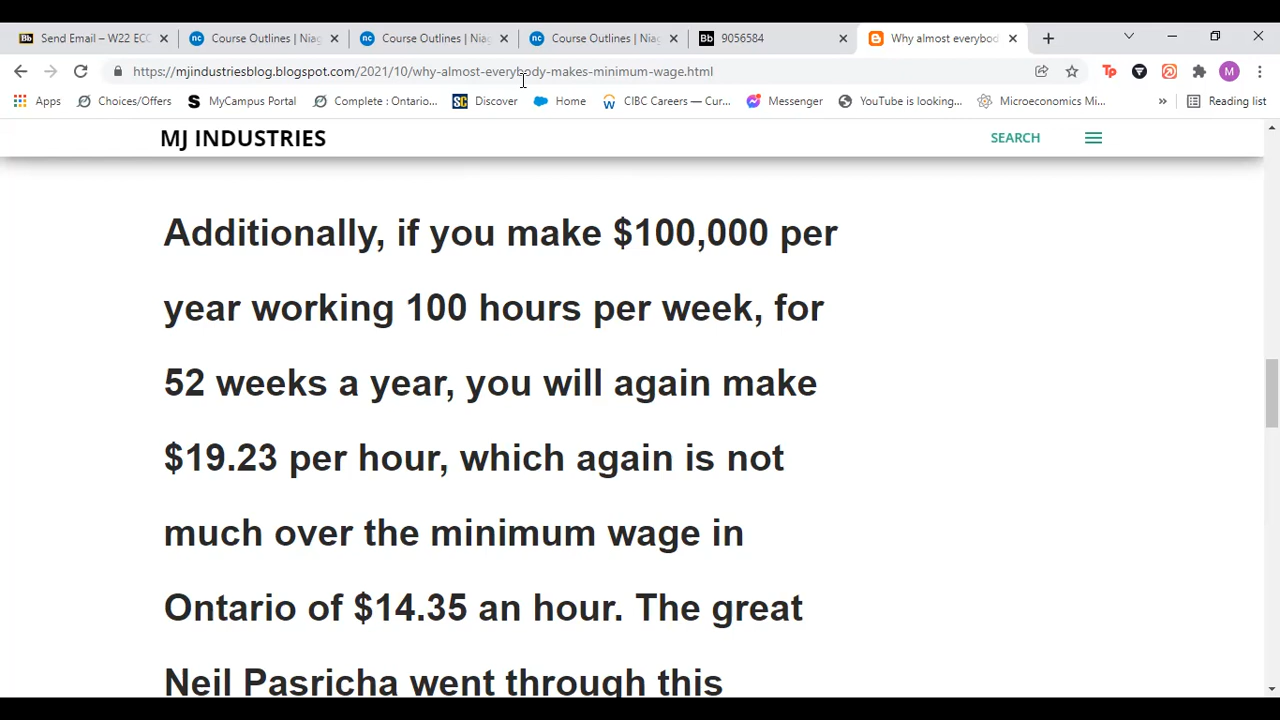 Send Email – W22 ECC
Course Outlines | Niag
Course Outlines | Niag
Course Outlines | Niag
9056584
Why almost everybod
https://mjindustriesblog.blogspot.com/2021/10/why-almost-everybody-makes-minimum-wage.html
Apps
Choices/Offers
MyCampus Portal
Complete : Ontario...
Discover
Home
CIBC Careers — Cur...
Messenger
YouTube is looking...
Microeconomics Mi...
»
Reading list
MJ INDUSTRIES
SEARCH
Additionally, if you make $100,000 per
year working 100 hours per week, for
52 weeks a year, you will again make
$19.23 per hour, which again is not
much over the minimum wage in
Ontario of $14.35 an hour. The great
Neil Pasricha went through this